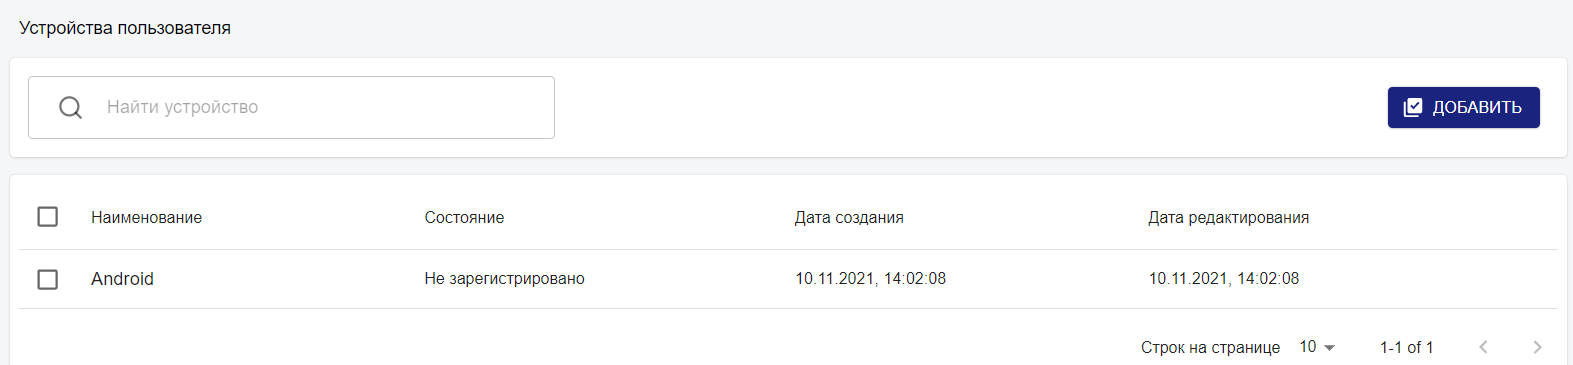 Устройства пользователя
Найти устройство
ДОБАВИТЬ
Наименование Состояние Дата создания Дата редактирования
Android Не зарегистрировано 10.11.2021, 14:02:08 10.11.2021, 14:02:08
Строк на странице 10 1-1 of 1